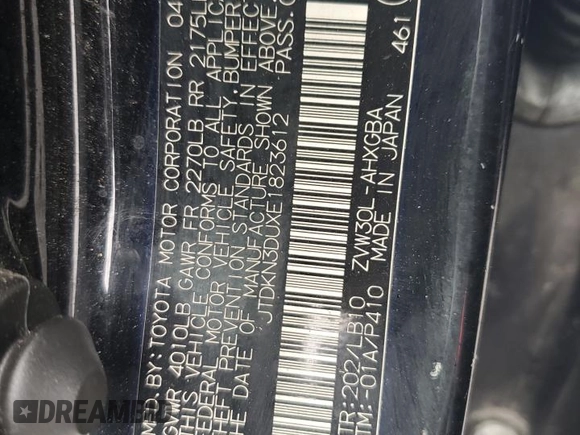 BY:TOYOTA MOTOR CORPORATION 04
GVWR 4010LB GAWR FR 2270LB RR 2175LB
THIS VEHICLE CONFORMS TO ALL APPLIC
FEDERAL MOTOR VEHICLE SAFETY, BUMPER
THEFT PREVENTION STANDARDS IN EFFECT
THE DATE OF MANUFACTURE SHOWN ABOVE.
JTDKN3DUXE1823612 PASS.
TR:202/LB10 ZVW30L-AHXGBA
TM:-01A/P410 MADE IN JAPAN 461
DREAM